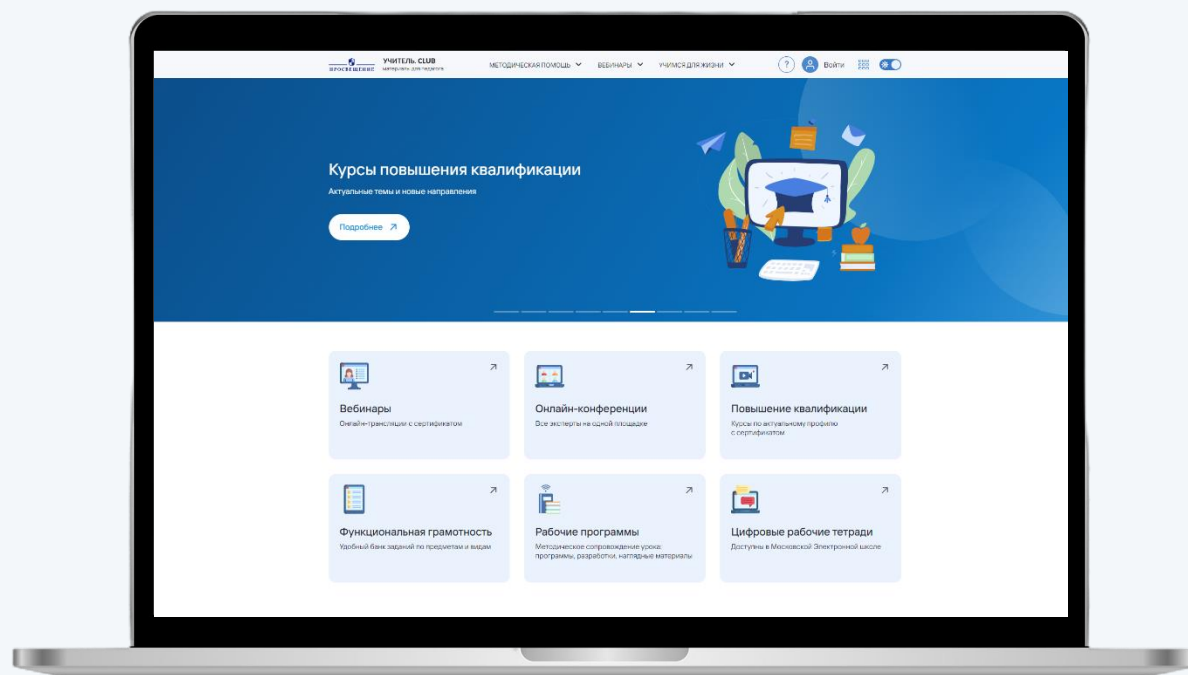 ПРОСВЕЩЕНИЕ
УЧИТЕЛЬ. CLUB
материалы для педагогов
МЕТОДИЧЕСКАЯ ПОМОЩЬ
ВЕБИНАРЫ
УЧИМСЯ ДЛЯ ЖИЗНИ
?
Войти
Курсы повышения квалификации
Актуальные темы и новые направления
Подробнее
Вебинары
Онлайн-трансляции с сертификатом
Онлайн-конференции
Все эксперты на одной площадке
Повышение квалификации
Курсы по актуальному профилю
с сертификатом
Функциональная грамотность
Удобный банк заданий по предметам и видам
Рабочие программы
Методическое сопровождение урока:
программы, разработки, наглядные материалы
Цифровые рабочие тетради
Доступны в Московской Электронной школе